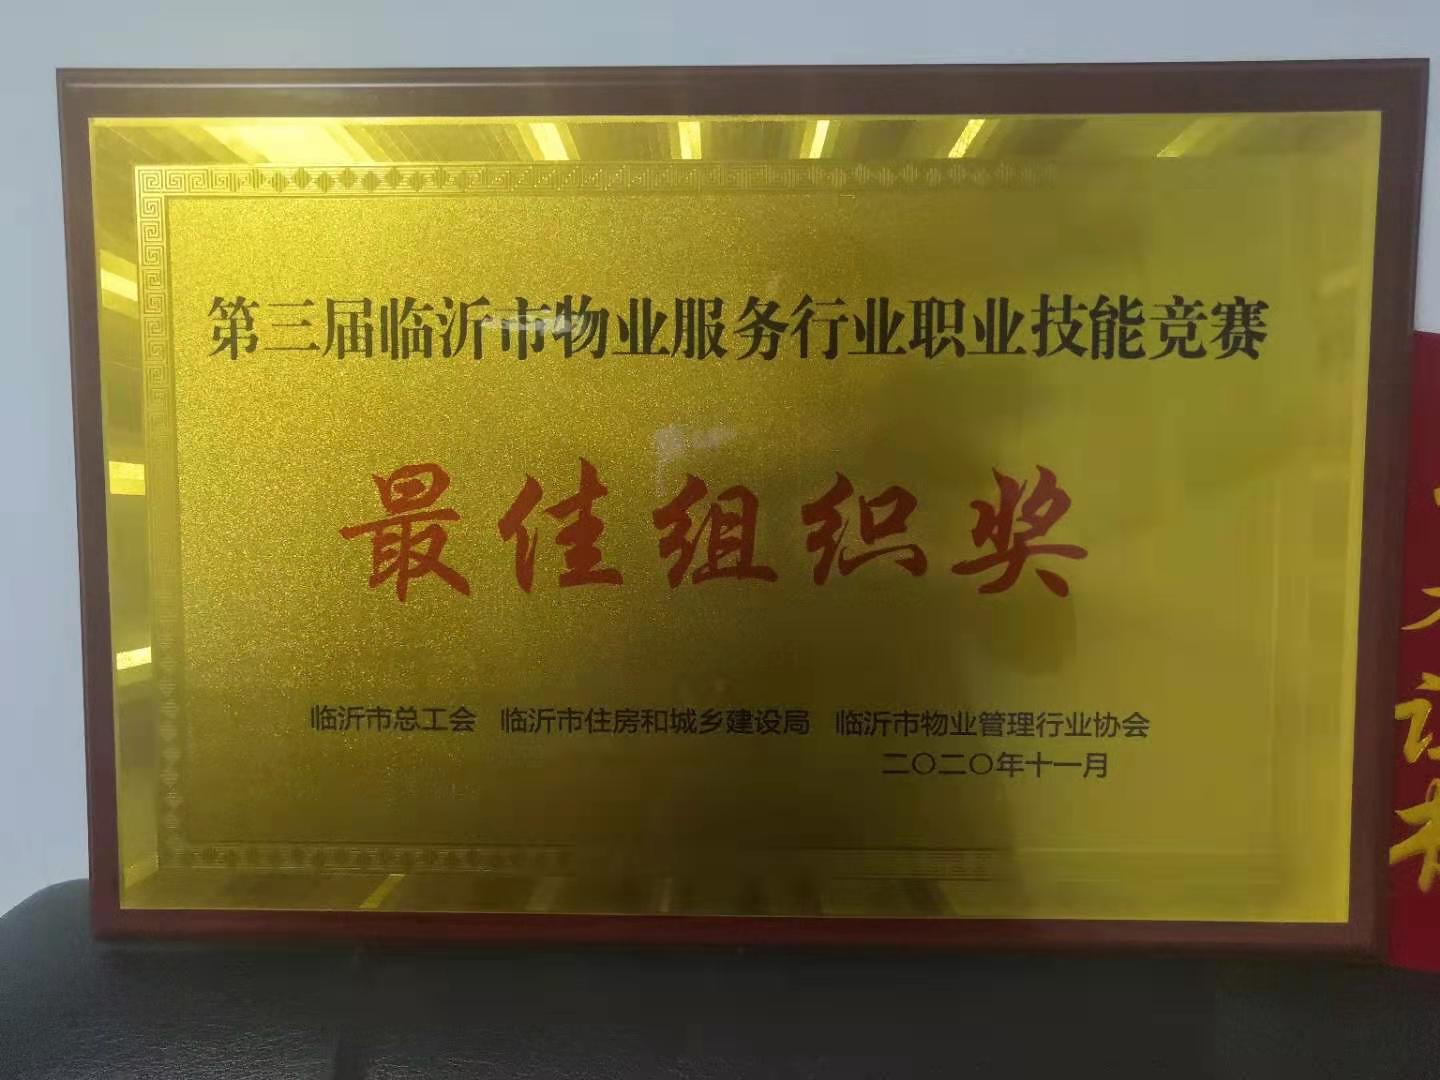 第三届临沂市物业服务行业职业技能竞赛
最佳组织奖
临沂市总工会 临沂市住房和城乡建设局 临沂市物业管理行业协会
二〇二〇年十一月